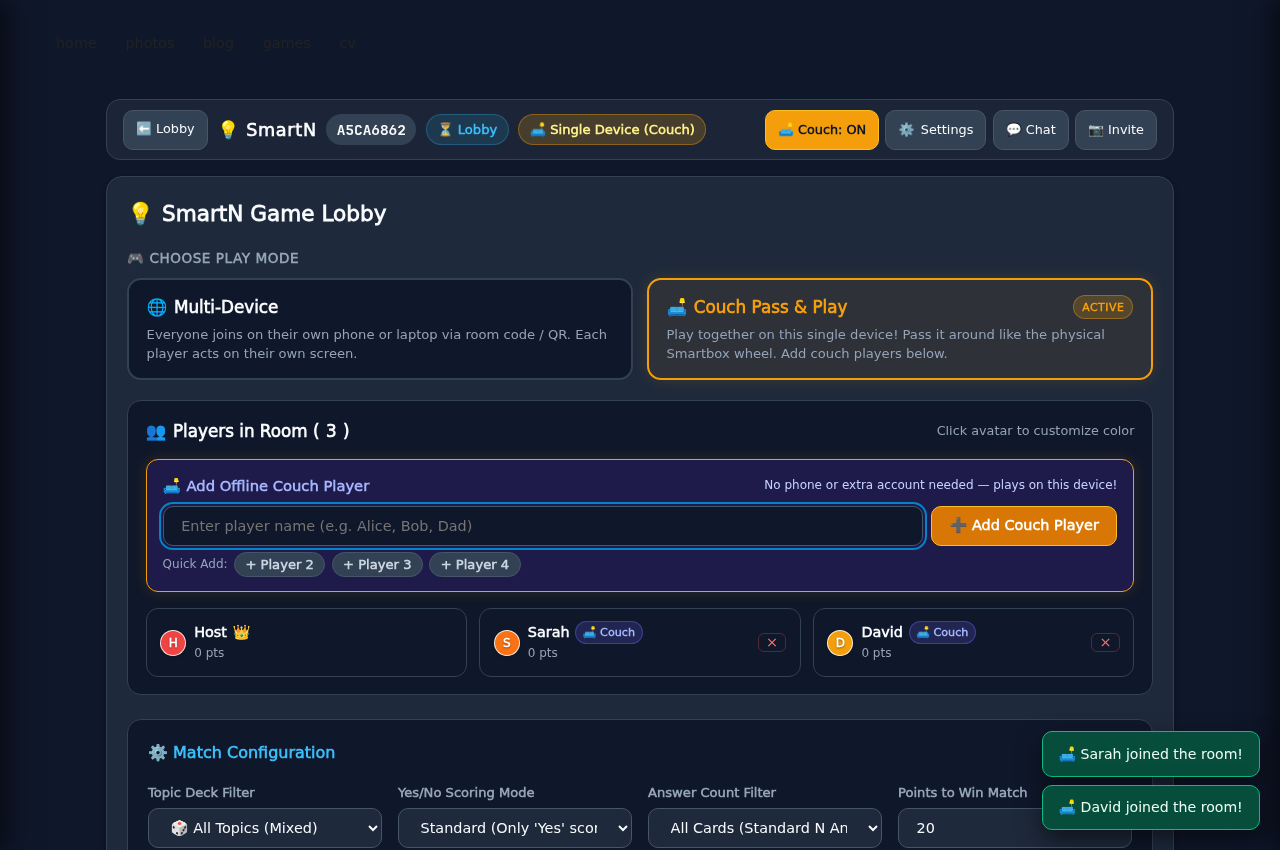 home photos blog games cv
⬅️ Lobby 💡 SmartN A5CA6862 ⏳ Lobby 🛋️ Single Device (Couch) 🛋️ Couch: ON ⚙️ Settings 💬 Chat 📷 Invite
💡 SmartN Game Lobby
🎮 CHOOSE PLAY MODE
🌐 Multi-Device
Everyone joins on their own phone or laptop via room code / QR. Each
player acts on their own screen.
🛋️ Couch Pass & Play ACTIVE
Play together on this single device! Pass it around like the physical
Smartbox wheel. Add couch players below.
👥 Players in Room ( 3 ) Click avatar to customize color
🛋️ Add Offline Couch Player No phone or extra account needed — plays on this device!
Enter player name (e.g. Alice, Bob, Dad) ➕ Add Couch Player
Quick Add: + Player 2 + Player 3 + Player 4
H Host 👑
0 pts
S Sarah 🛋️ Couch ✕
0 pts
D David 🛋️ Couch ✕
0 pts
⚙️ Match Configuration
Topic Deck Filter Yes/No Scoring Mode Answer Count Filter Points to Win Match
🎲 All Topics (Mixed) Standard (Only 'Yes' scor All Cards (Standard N An 20
🛋️ Sarah joined the room!
🛋️ David joined the room!